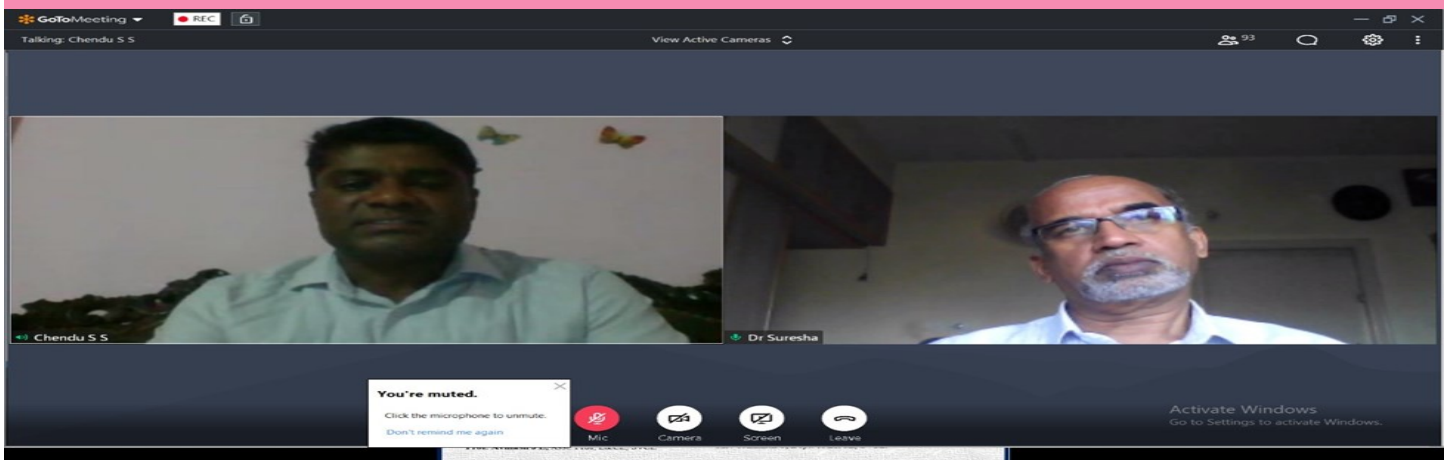 GoToMeeting
REC
Talking: Chendu S S
View Active Cameras
93
Chendu S S
Dr Suresha
You're muted.
Click the microphone to unmute.
Don't remind me again
Mic
Camera
Screen
Leave
Activate Windows
Go to Settings to activate Windows.